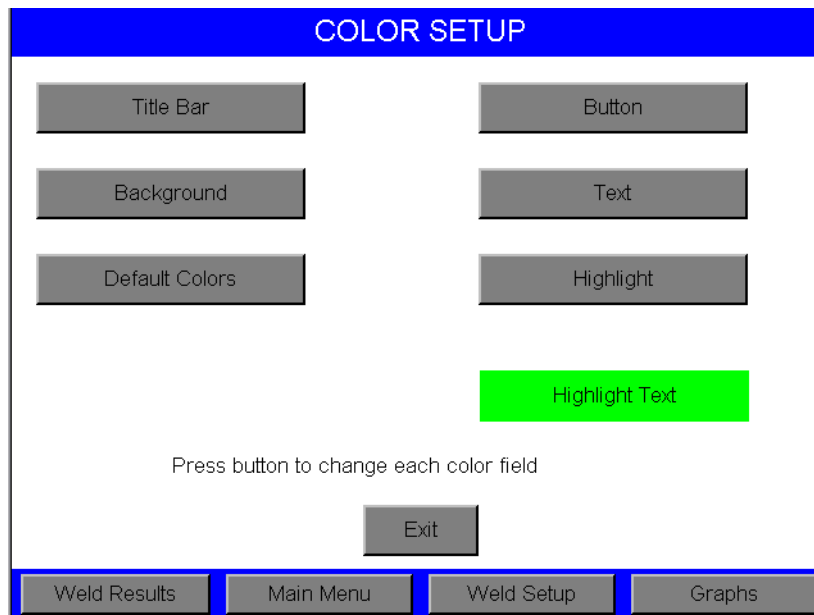 COLOR SETUP
Title Bar
Button
Background
Text
Default Colors
Highlight
Highlight Text
Press button to change each color field
Exit
Weld Results
Main Menu
Weld Setup
Graphs